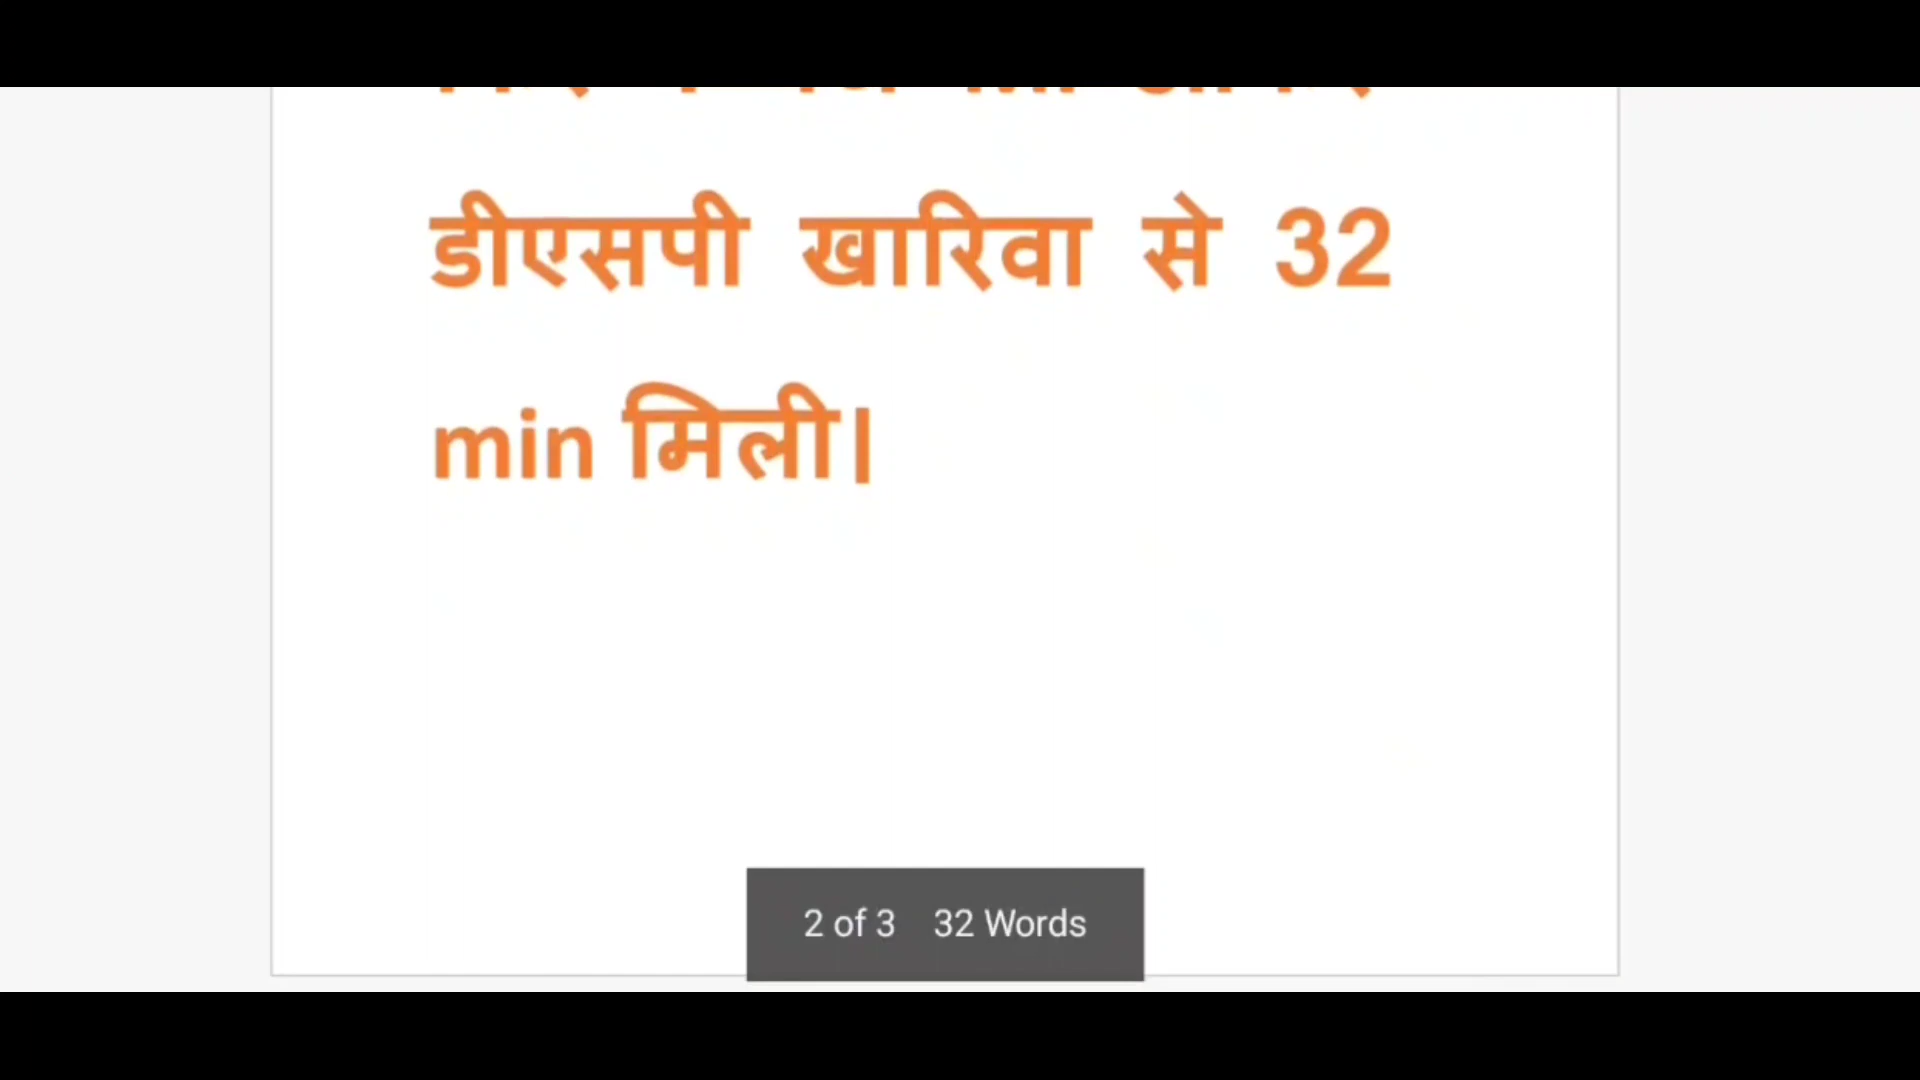 डीएसपी खारिवा से 32
min मिली।
2 of 3 32 Words